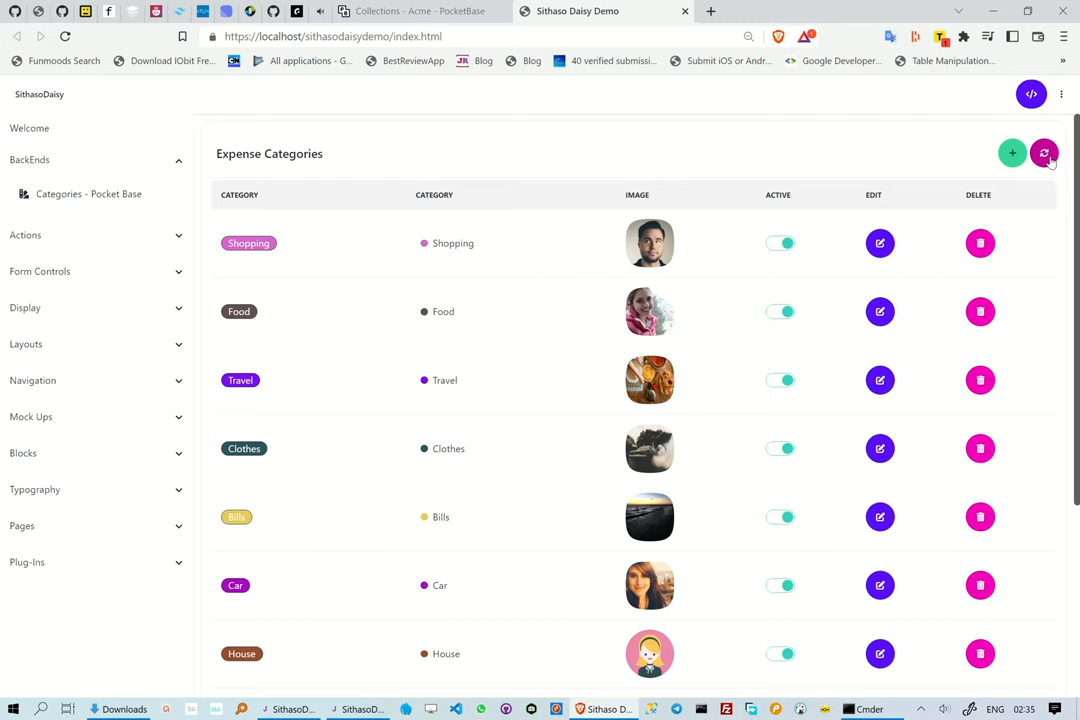 Collections - Acme - PocketBase
Sithaso Daisy Demo
https://localhost/sithasodaisydemo/index.html
Funmoods Search
Download IObit Fre...
All applications - G...
BestReviewApp
JR Blog
Blog
40 verified submissi...
Submit iOS or Andr...
Google Developer...
Table Manipulation...
SithasoDaisy
Welcome
BackEnds
Categories - Pocket Base
Actions
Form Controls
Display
Layouts
Navigation
Mock Ups
Blocks
Typography
Pages
Plug-Ins
Expense Categories
CATEGORY CATEGORY IMAGE ACTIVE EDIT DELETE
Shopping Shopping
Food Food
Travel Travel
Clothes Clothes
Bills Bills
Car Car
House House
Downloads
SithasoD...
SithasoD...
Sithaso D...
Cmder
ENG 02:35